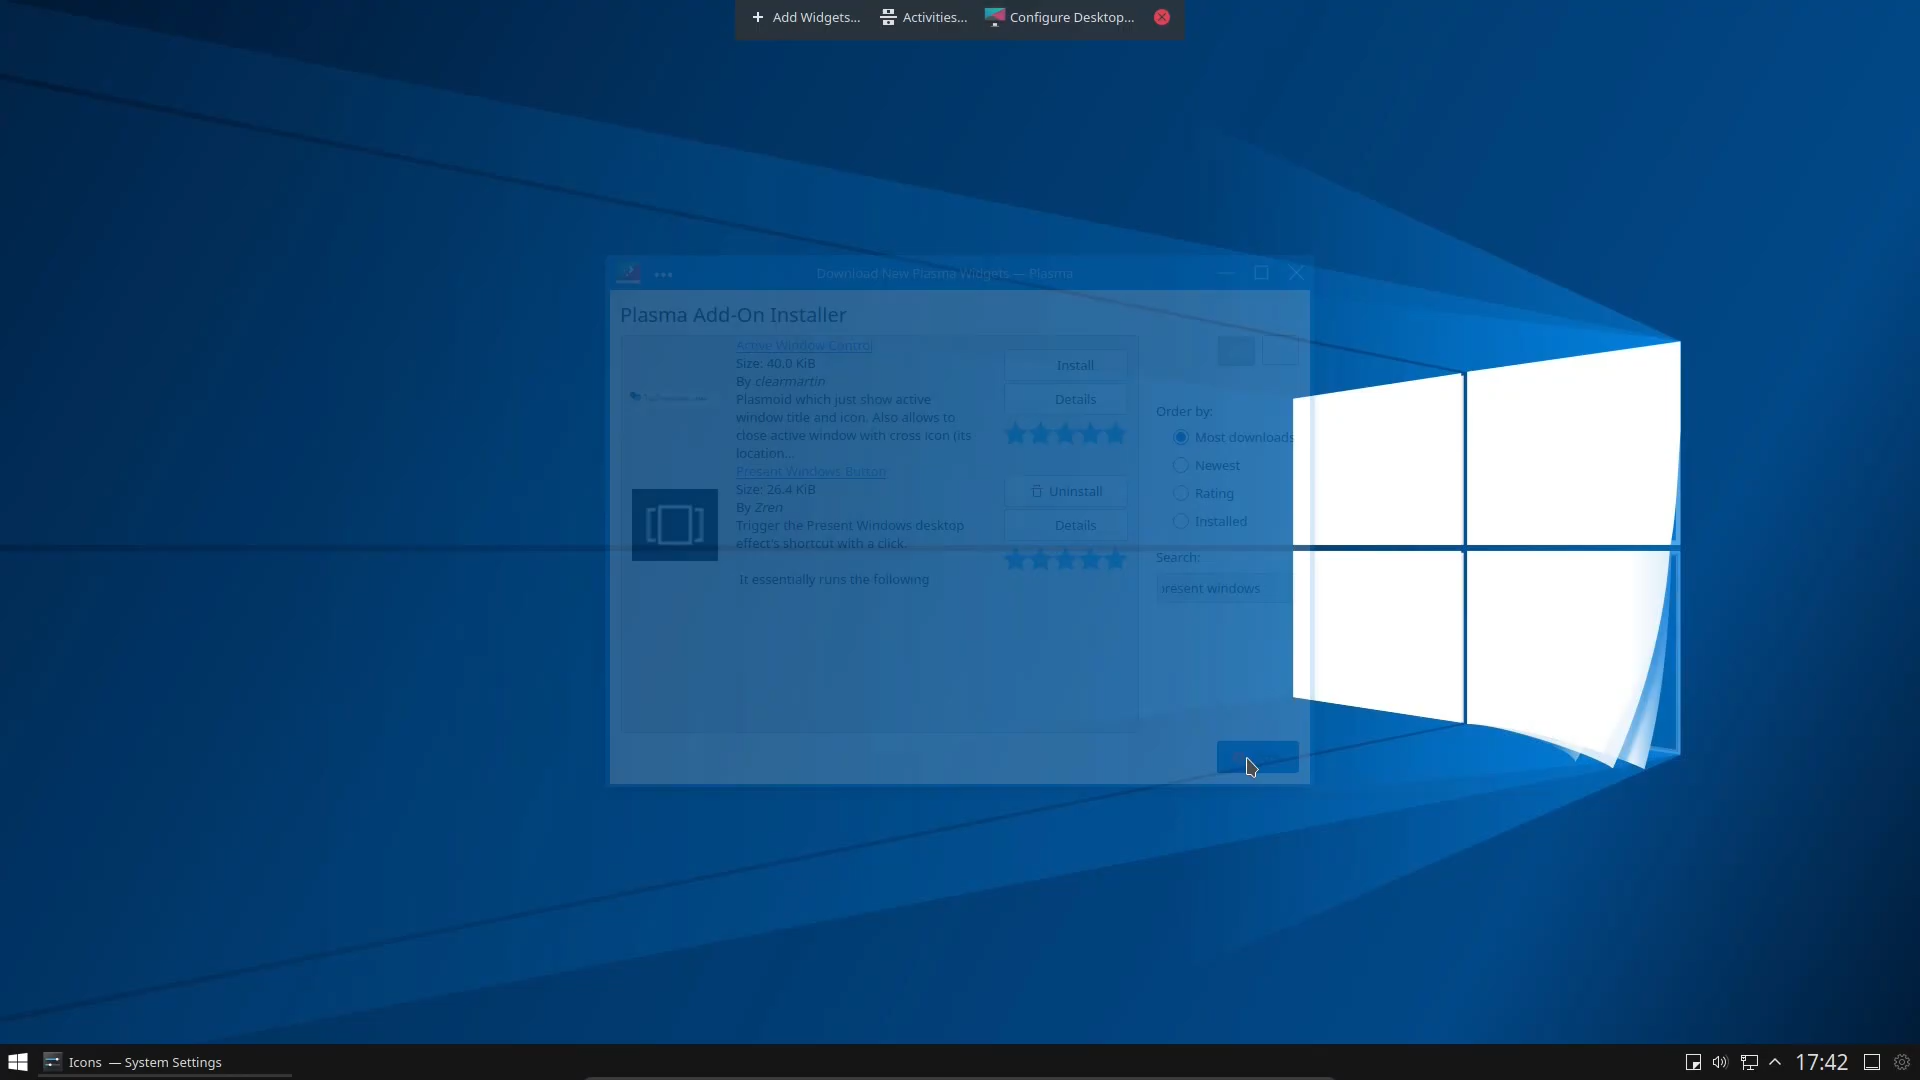 Add Widgets...
Activities...
Configure Desktop...
Download New Plasma Widgets — Plasma
Plasma Add-On Installer
Active Window Control
Size: 40.0 KiB
By clearmartin
Plasmoid which just show active
window title and icon. Also allows to
close active window with cross icon (its
location...
Install
Details
Present Windows Button
Size: 26.4 KiB
By Zren
Trigger the Present Windows desktop
effect's shortcut with a click.
It essentially runs the following
Uninstall
Details
Order by:
Most downloads
Newest
Rating
Installed
Search:
resent windows
Icons — System Settings
17:42